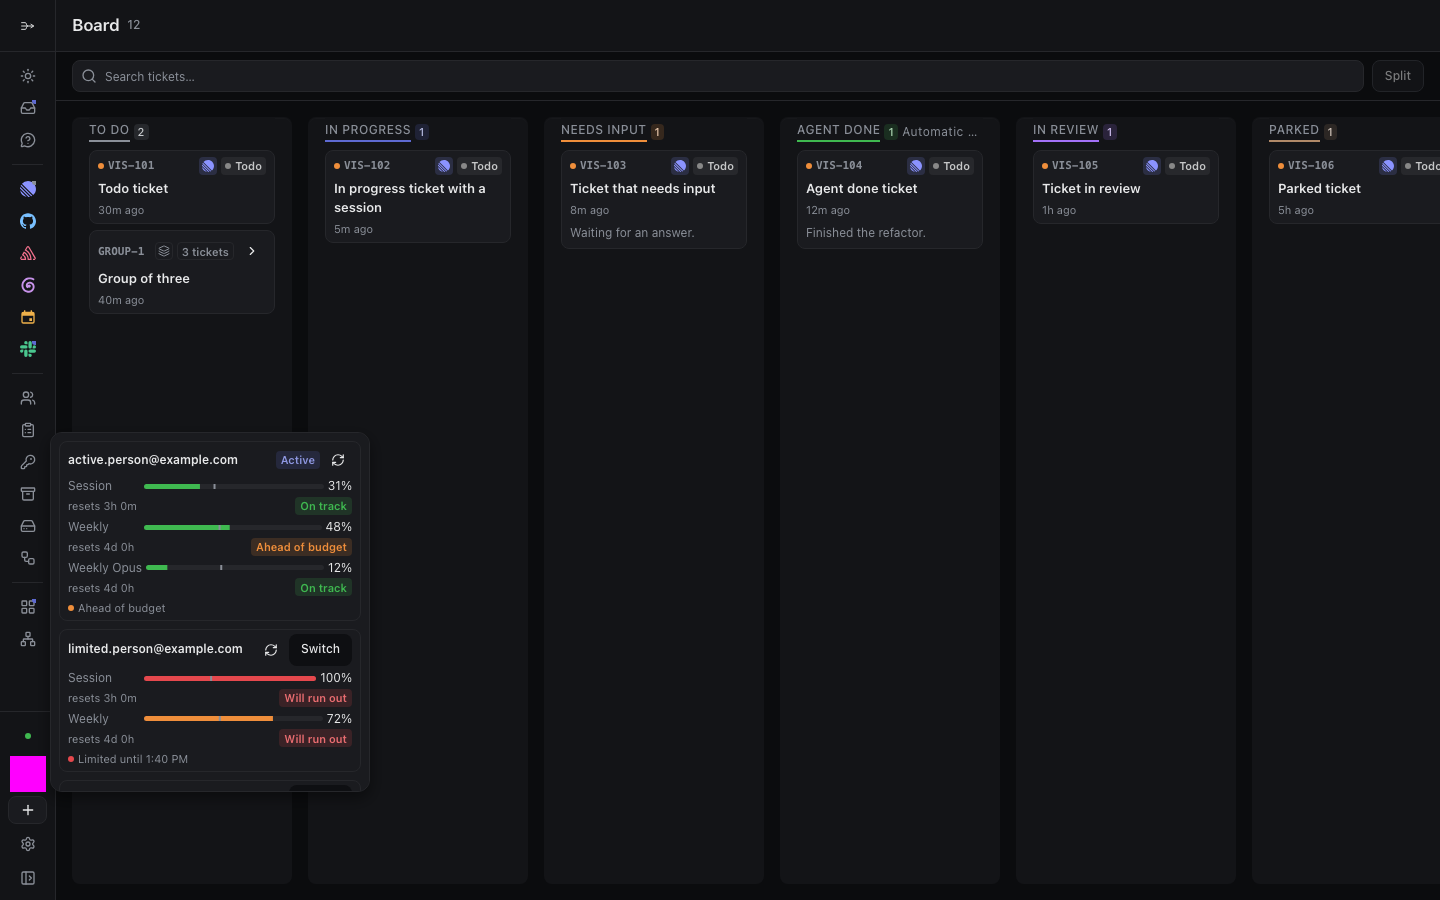 Board 12
Search tickets...
Split
TO DO 2
VIS-101 Todo
Todo ticket
30m ago
GROUP-1 3 tickets
Group of three
40m ago
IN PROGRESS 1
VIS-102 Todo
In progress ticket with a
session
5m ago
NEEDS INPUT 1
VIS-103 Todo
Ticket that needs input
8m ago
Waiting for an answer.
AGENT DONE 1 Automatic ...
VIS-104 Todo
Agent done ticket
12m ago
Finished the refactor.
IN REVIEW 1
VIS-105 Todo
Ticket in review
1h ago
PARKED 1
VIS-106 Todo
Parked ticket
5h ago
active.person@example.com Active
Session 31%
resets 3h 0m On track
Weekly 48%
resets 4d 0h Ahead of budget
Weekly Opus 12%
resets 4d 0h On track
Ahead of budget
limited.person@example.com Switch
Session 100%
resets 3h 0m Will run out
Weekly 72%
resets 4d 0h Will run out
Limited until 1:40 PM